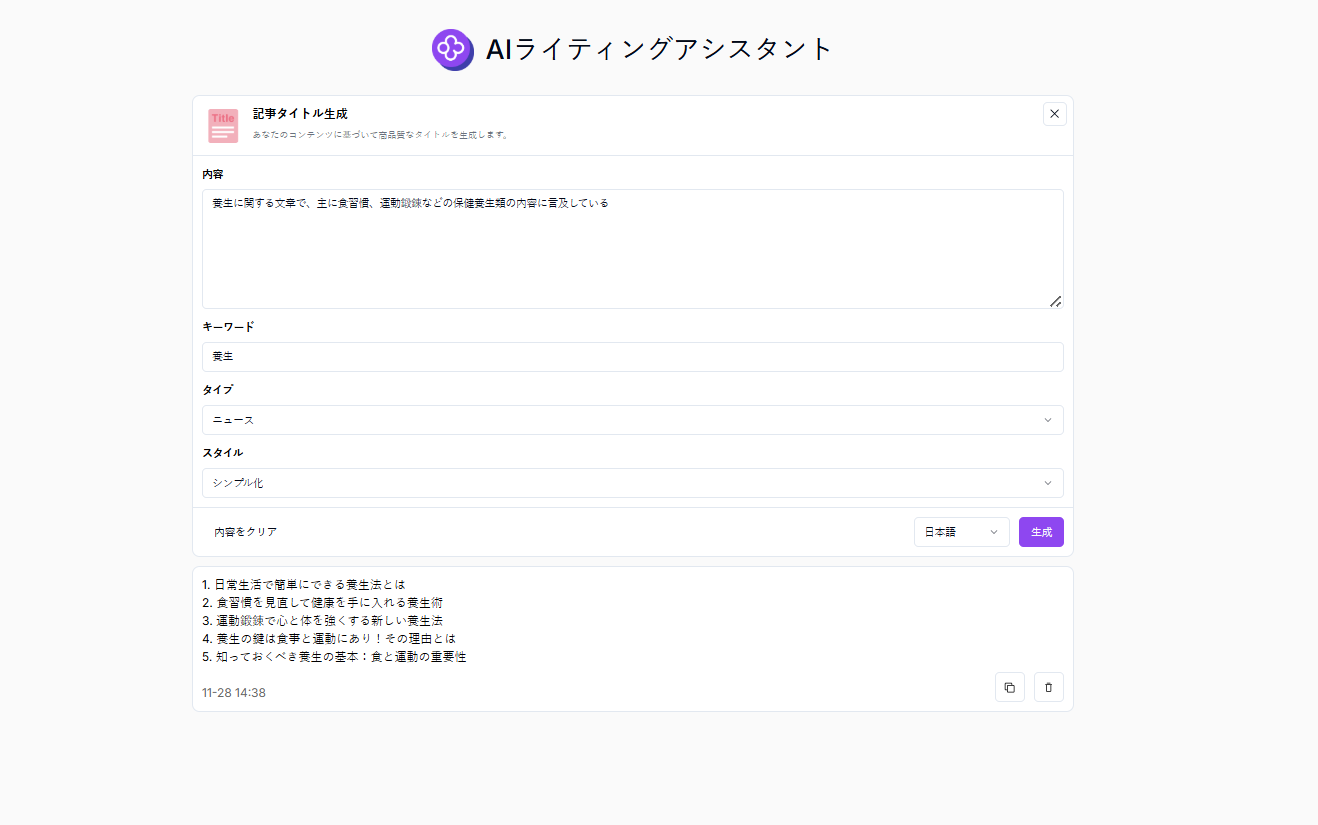 AIライティングアシスタント
Title
記事タイトル生成
あなたのコンテンツに基づいて高品質なタイトルを生成します。
内容
養生に関する文章で、主に食習慣、運動鍛錬などの保健養生類の内容に言及している
キーワード
養生
タイプ
ニュース
スタイル
シンプル化
内容をクリア
日本語
生成
1. 日常生活で簡単にできる養生法とは
2. 食習慣を見直して健康を手に入れる養生術
3. 運動鍛錬で心と体を強くする新しい養生法
4. 養生の鍵は食事と運動にあり！その理由とは
5. 知っておくべき養生の基本：食と運動の重要性
11-28 14:38